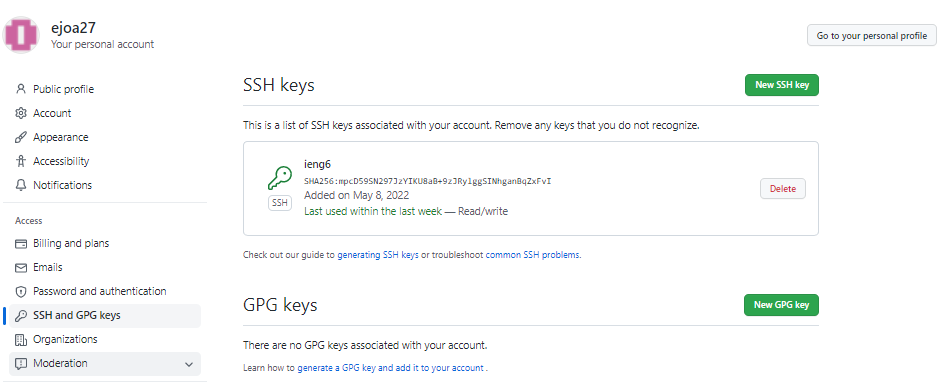 ejoa27
Your personal account
Go to your personal profile
Public profile
Account
Appearance
Accessibility
Notifications
Access
Billing and plans
Emails
Password and authentication
SSH and GPG keys
Organizations
Moderation
SSH keys
New SSH key
This is a list of SSH keys associated with your account. Remove any keys that you do not recognize.
ieng6
SHA256:mpcD59SN297JzYIKU8aB+9zJRylggSINhganBqZxFvI
SSH
Added on May 8, 2022
Last used within the last week — Read/write
Delete
Check out our guide to generating SSH keys or troubleshoot common SSH problems.
GPG keys
New GPG key
There are no GPG keys associated with your account.
Learn how to generate a GPG key and add it to your account .